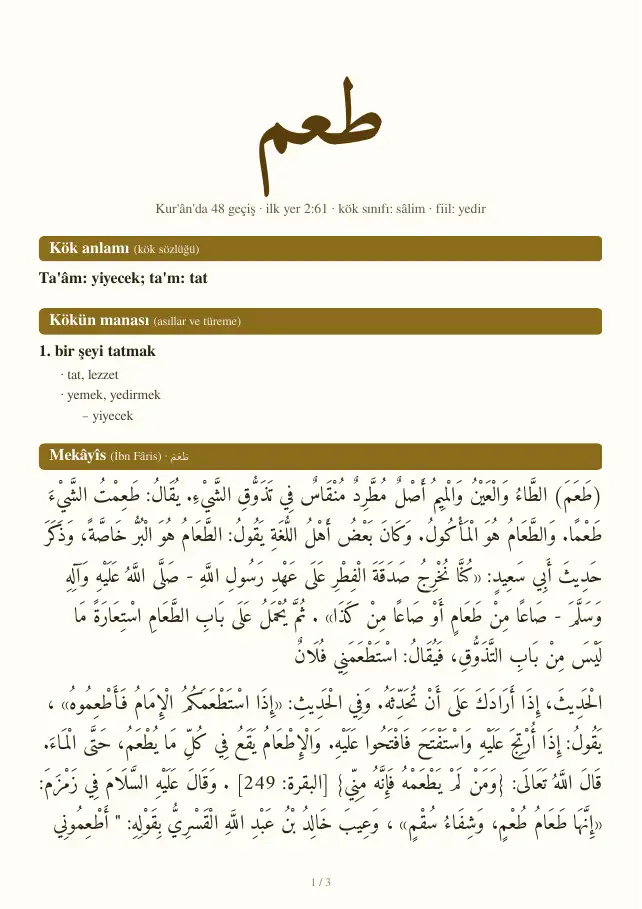 طعم
Kur'ân'da 48 geçiş · ilk yer 2:61 · kök sınıfı: sâlim · fiil: yedir
Kök anlamı (kök sözlüğü)
Ta'âm: yiyecek; ta'm: tat
Kökün manası (asıllar ve türeme)
1. bir şeyi tatmak
· tat, lezzet
· yemek, yedirmek
– yiyecek
Mekâyîs (İbn Fâris) · طَعَمَ
(طَعَمَ) الطَّاءُ وَالْعَيْنُ وَالْمِيمُ أَصْلٌ مُطَّرِدٌ مُنْقَاسٌ فِي تَذَوُّقِ الشَّيْءِ. يُقَالُ: طَعِمْتُ الشَّيْءَ
طَعْمًا. وَالطَّعَامُ هُوَ الْمَأْكُولُ. وَكَانَ بَعْضُ أَهْلِ اللُّغَةِ يَقُولُ: الطَّعَامُ هُوَ الْبُرُّ خَاصَّةً، وَذَكَرَ
حَدِيثَ أَبِي سَعِيدٍ: «كُنَّا نُخْرِجُ صَدَقَةَ الْفِطْرِ عَلَى عَهْدِ رَسُولِ اللَّهِ - صَلَّى اللَّهُ عَلَيْهِ وَآلِهِ
وَسَلَّمَ - صَاعًا مِنْ طَعَامٍ أَوْ صَاعًا مِنْ كَذَا» . ثُمَّ يُحْمَلُ عَلَى بَابِ الطَّعَامِ اسْتِعَارَةً مَا
لَيْسَ مِنْ بَابِ التَّذَوُّقِ، فَيُقَالُ: اسْتَطْعَمَنِي فُلَانٌ
الْحَدِيثَ، إِذَا أَرَادَكَ عَلَى أَنْ تُحَدِّثَهُ. وَفِي الْحَدِيثِ: «إِذَا اسْتَطْعَمَكُمُ الْإِمَامُ فَأَطْعِمُوهُ» ،
يَقُولُ: إِذَا أُرْتِجَ عَلَيْهِ وَاسْتَفْتَحَ فَافْتَحُوا عَلَيْهِ. وَالْإِطْعَامُ يَقَعُ فِي كُلِّ مَا يُطْعَمُ، حَتَّى الْمَاءَ.
قَالَ اللَّهُ تَعَالَى: {وَمَنْ لَمْ يَطْعَمْهُ فَإِنَّهُ مِنِّي} [البقرة: 249] . وَقَالَ عَلَيْهِ السَّلَامَ فِي زَمْزَمَ:
«إِنَّهَا طَعَامُ طُعْمٍ، وَشِفَاءُ سُقْمٍ» ، وَعِيبَ خَالِدُ بْنُ عَبْدِ اللَّهِ الْقَسْرِيُّ بِقَوْلِهِ: " أَطْعِمُونِي
1 / 3